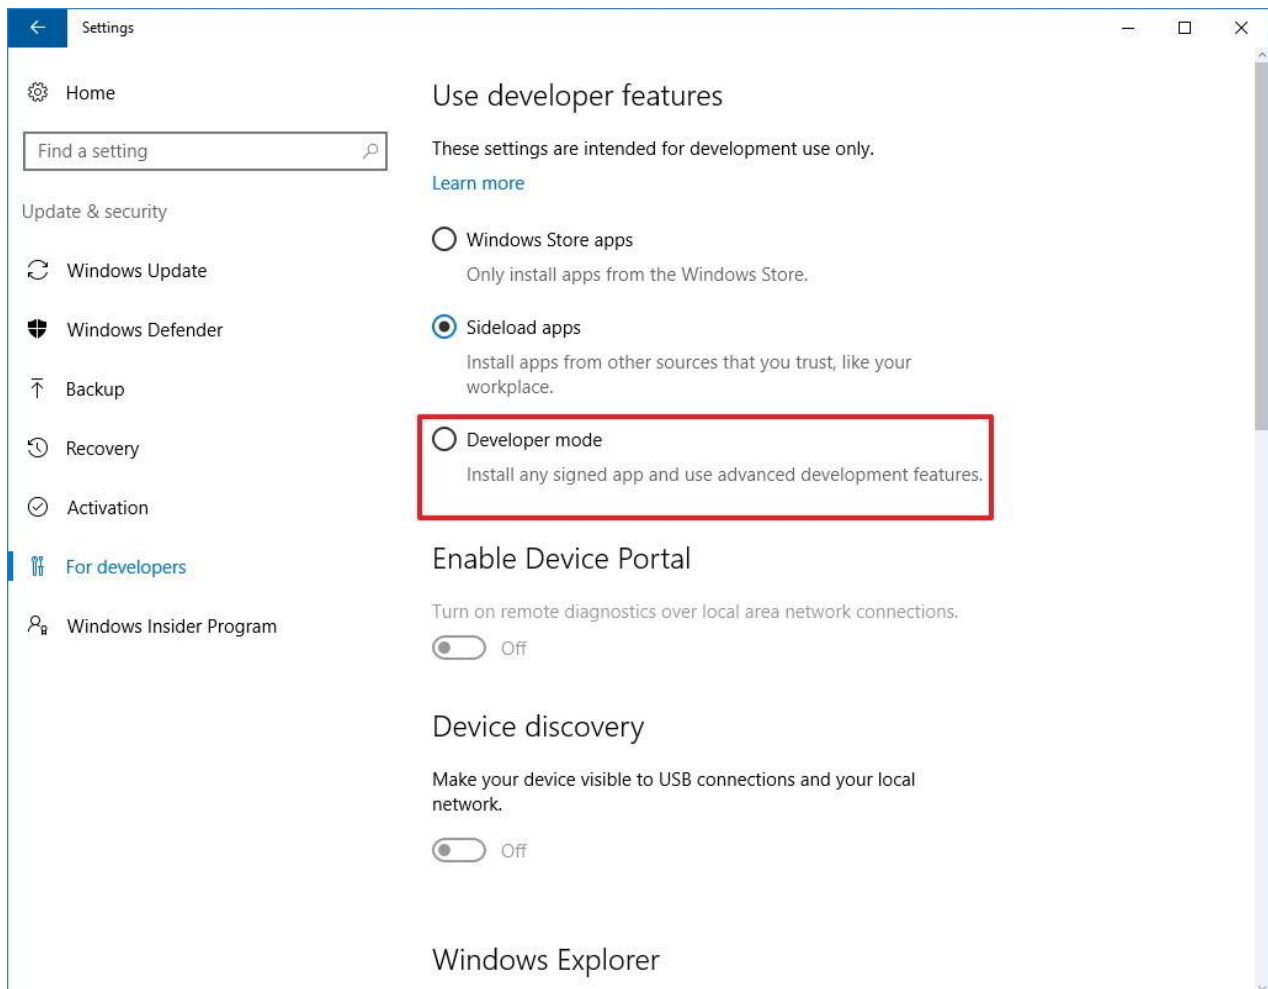 Settings
Home
Find a setting
Update & security
Windows Update
Windows Defender
Backup
Recovery
Activation
For developers
Windows Insider Program
Use developer features
These settings are intended for development use only.
Learn more
Windows Store apps
Only install apps from the Windows Store.
Sideload apps
Install apps from other sources that you trust, like your
workplace.
Developer mode
Install any signed app and use advanced development features.
Enable Device Portal
Turn on remote diagnostics over local area network connections.
Off
Device discovery
Make your device visible to USB connections and your local
network.
Off
Windows Explorer